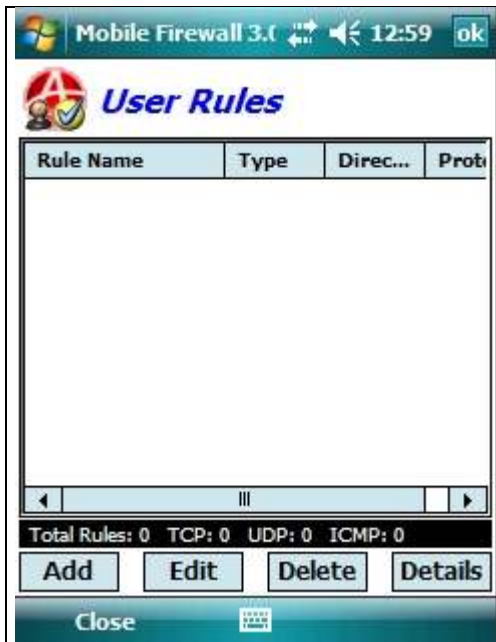 Mobile Firewall 3.( 12:59 ok
User Rules
Rule Name Type Direc... Prot
Total Rules: 0 TCP: 0 UDP: 0 ICMP: 0
Add Edit Delete Details
Close